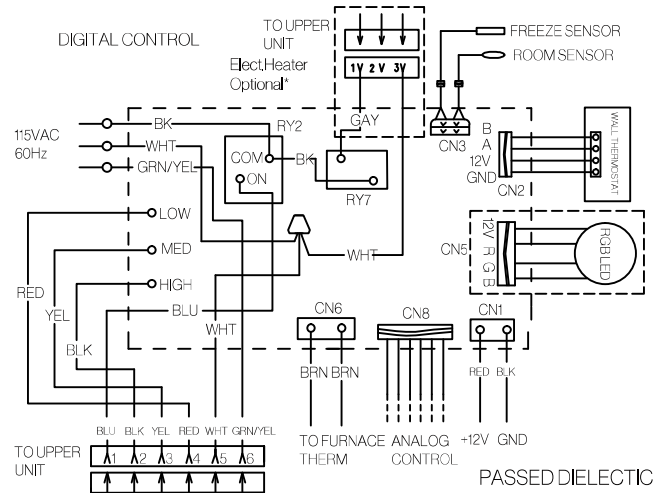 DIGITAL CONTROL
TO UPPER
UNIT
Elect.Heater
Optional*
1V 2V 3V
FREEZE SENSOR
ROOM SENSOR
GAY
115VAC
60Hz
BK
WHT
GRN/YEL
RY2
COM
ON
BK
RY7
CN3
B
A
12V
GND
CN2
WALL THERMOSTAT
LOW
MED
HIGH
WHT
CN5
12V R G B
RGB LED
RED
YEL
BLK
BLU
WHT
CN6
CN8
CN1
BRN BRN
RED BLK
BLU BLK YEL RED WHT GRN/YEL
TO UPPER
UNIT
1 2 3 4 5 6
TO FURNACE
THERM
ANALOG
CONTROL
+12V GND
PASSED DIELECTIC